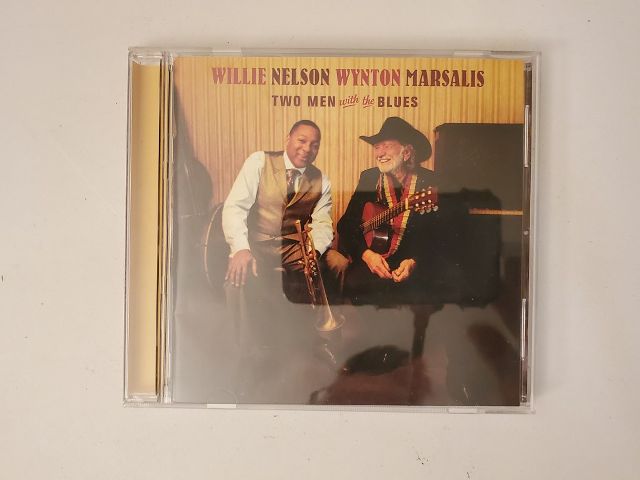 WILLIE NELSON WYNTON MARSALIS
TWO MEN with the BLUES